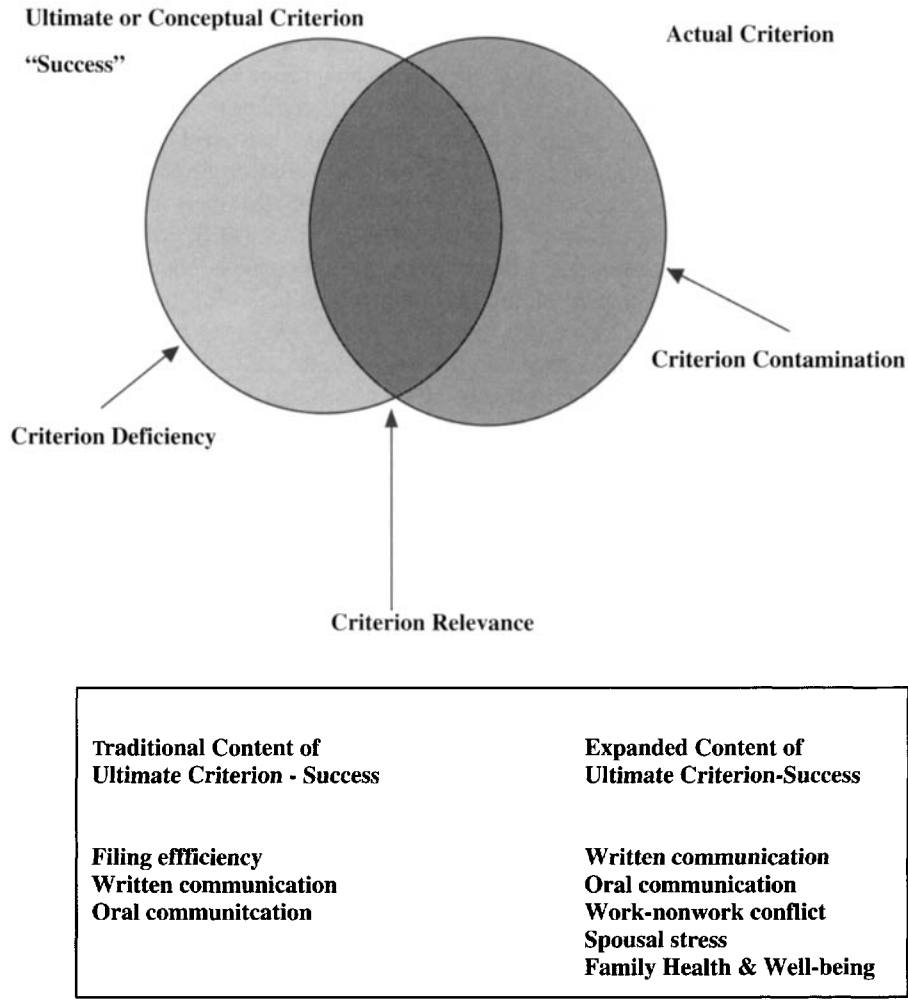 Ultimate or Conceptual Criterion
“Success”
Actual Criterion
Criterion Contamination
Criterion Deficiency
Criterion Relevance
Traditional Content of
Ultimate Criterion - Success
Filing effficiency
Written communication
Oral communitcation
Expanded Content of
Ultimate Criterion-Success
Written communication
Oral communication
Work-nonwork conflict
Spousal stress
Family Health & Well-being